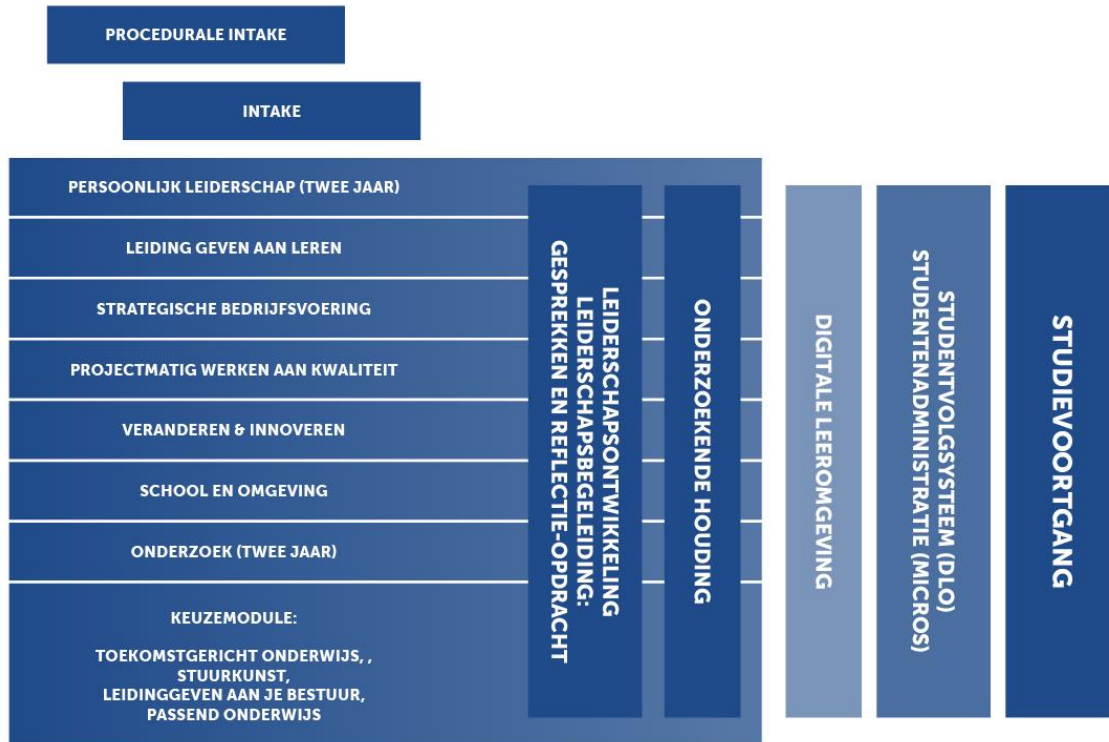 PROCEDURALE INTAKE
INTAKE
PERSOONLIJK LEIDERSCHAP (TWEE JAAR)
LEIDING GEVEN AAN LEREN
STRATEGISCHE BEDRIJFSVOERING
PROJECTMATIG WERKEN AAN KWALITEIT
VERANDEREN & INNOVEREN
SCHOOL EN OMGEVING
ONDERZOEK (TWEE JAAR)
KEUZEMODULE:
TOEKOMSTGERICHT ONDERWIJS, ,
STUURKUNST,
LEIDINGGEVEN AAN JE BESTUUR,
PASSEND ONDERWIJS
LEIDERSCHAPSONTWIKKELING
LEIDERSCHAPSBEGELEIDING:
GESPREKKEN EN REFLECTIE-OPDRACHT
ONDERZOEKENDE HOUDING
DIGITALE LEEROMGEVING
STUDENTVOLGSYSTEEM (DLO)
STUDENTENADMINISTRATIE (MICROS)
STUDIEVOORTGANG